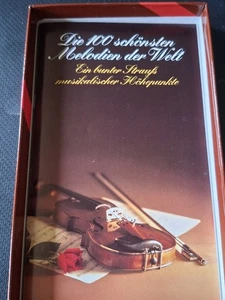 Die 100 schönsten
Melodien der Welt
Ein bunter Strauß
musikalischer Höhepunkte